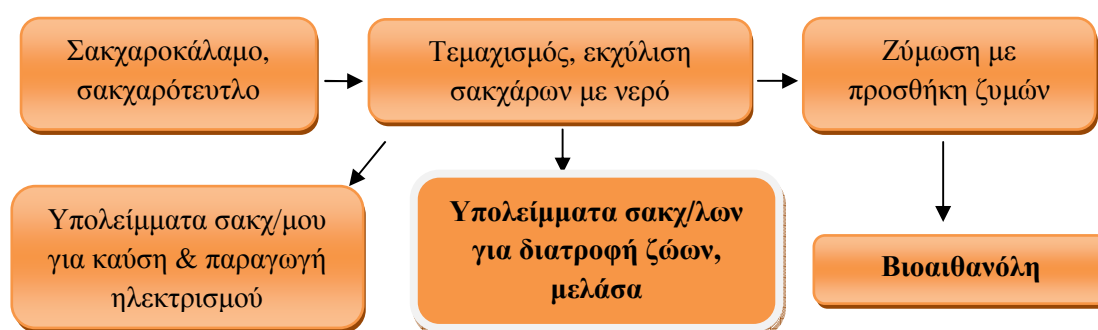 Σακχαροκάλαμο,
σακχαρότευτλο
Τεμαχισμός, εκχύλιση
σακχάρων με νερό
Ζύμωση με
προσθήκη ζυμών
Υπολείμματα σακχ/μου
για καύση & παραγωγή
ηλεκτρισμού
Υπολείμματα σακχ/λων
για διατροφή ζώων,
μελάσα
Βιοαιθανόλη